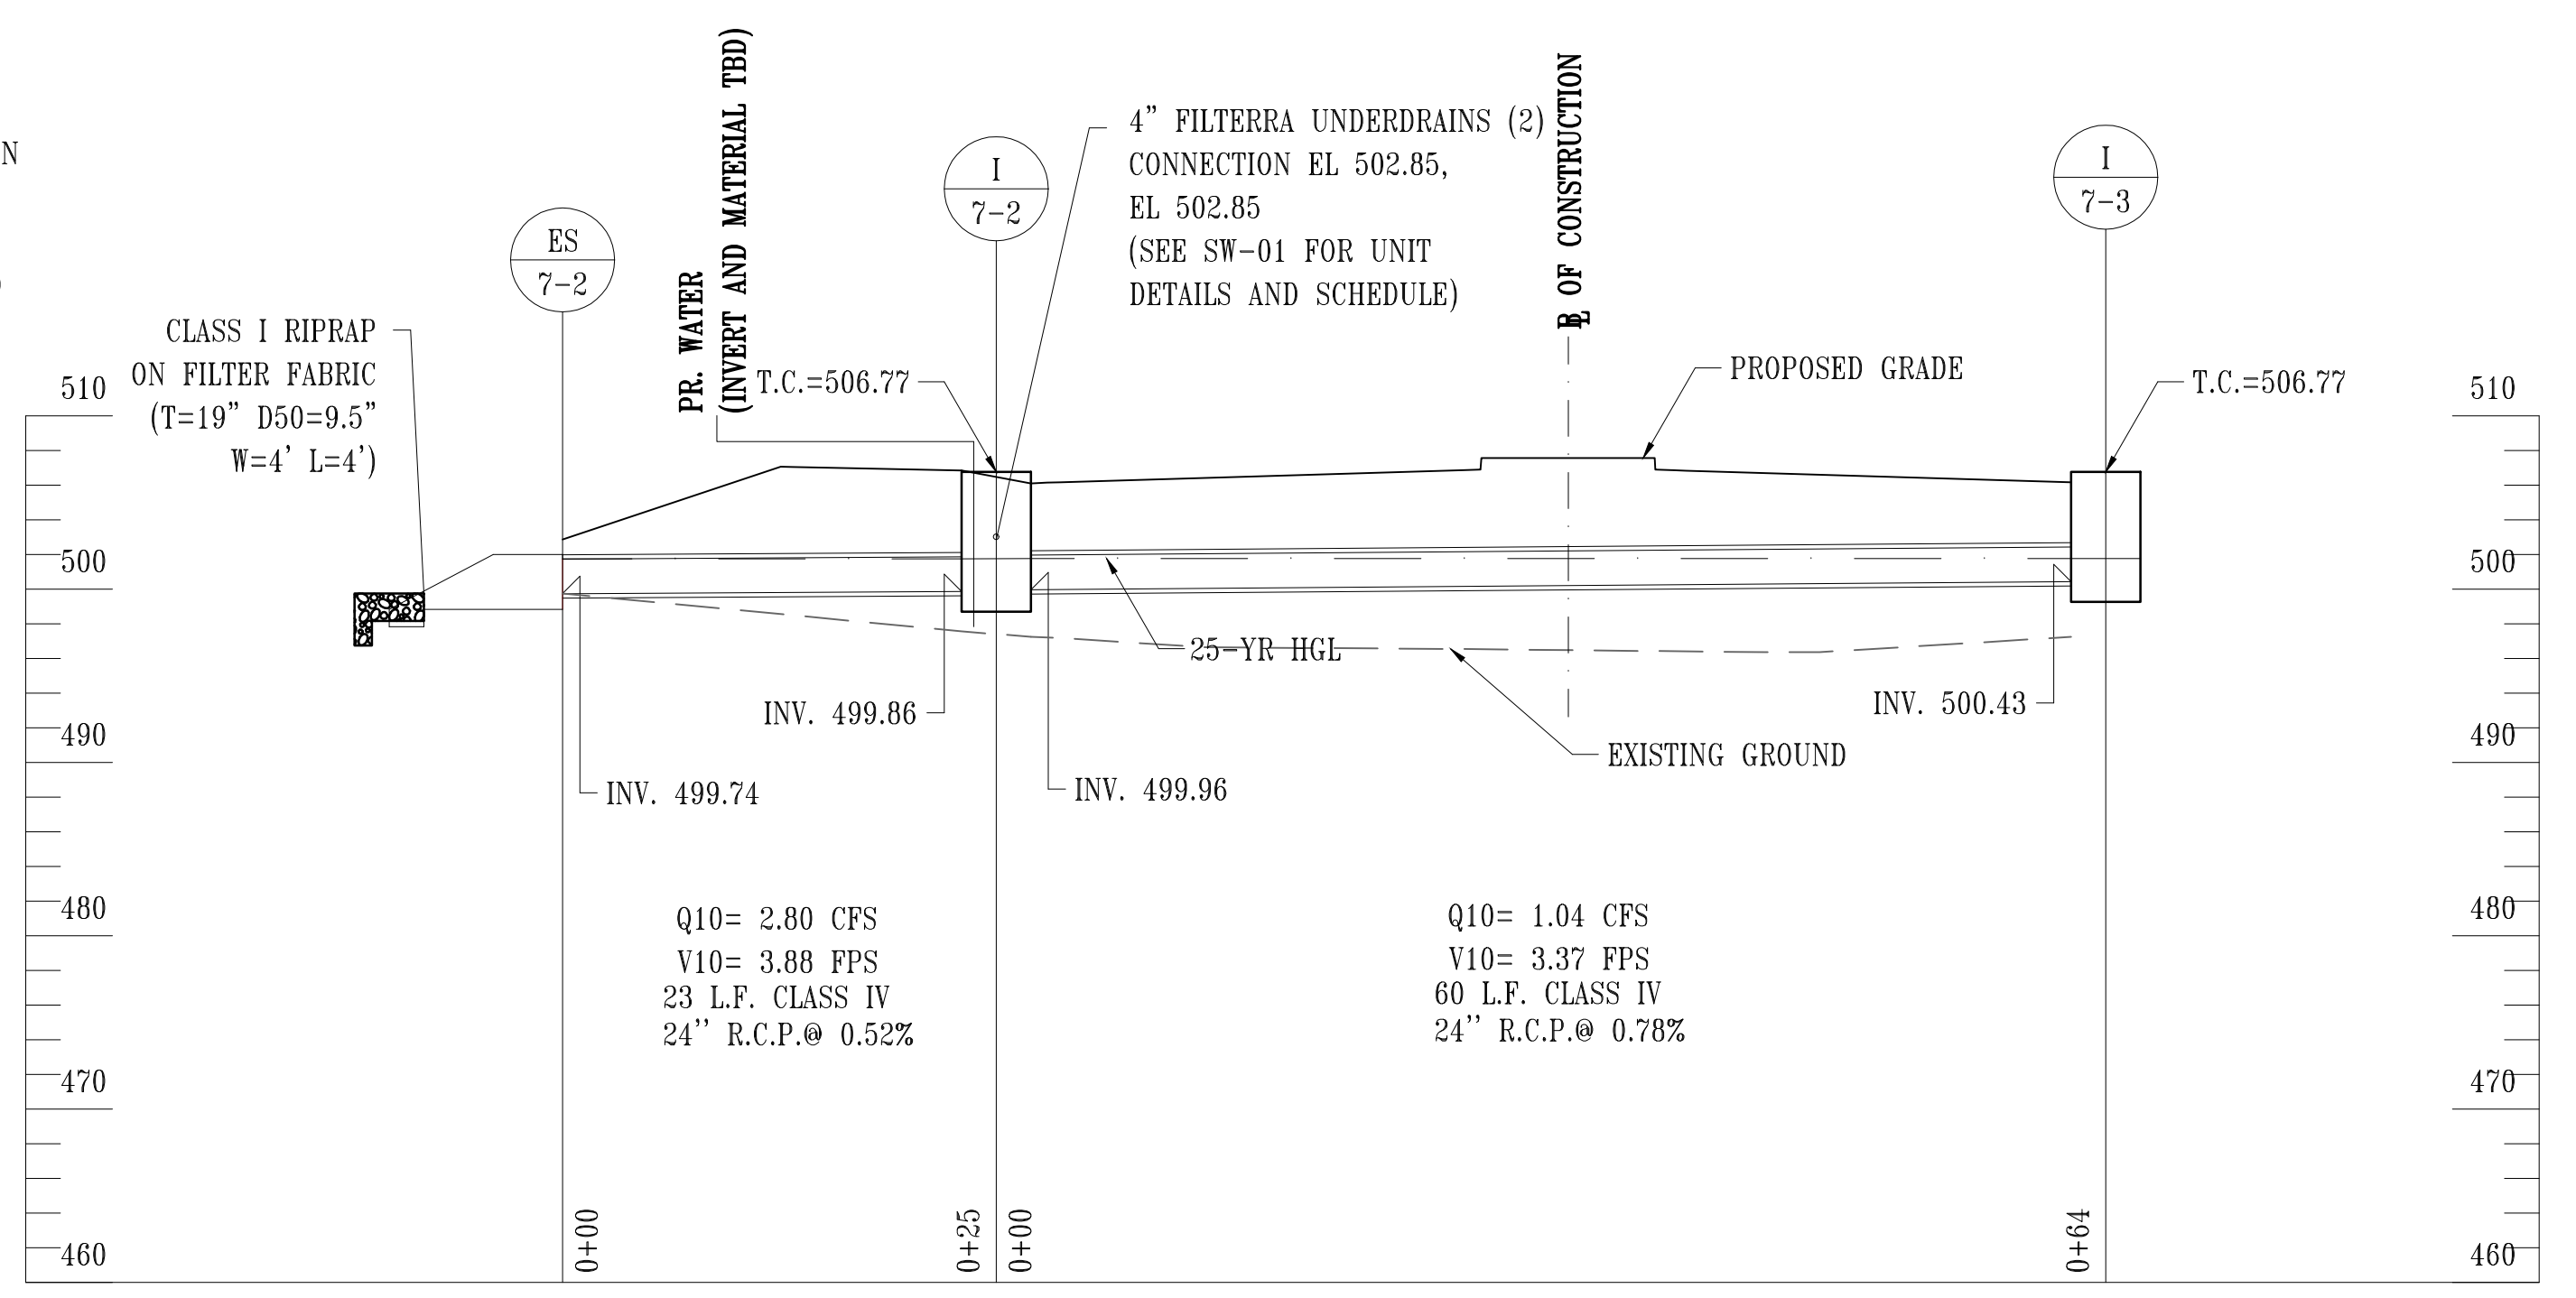 N
PR. WATER
(INVERT AND MATERIAL TBD)
4" FILTERRA UNDERDRAINS (2)
CONNECTION EL 502.85,
EL 502.85
(SEE SW-01 FOR UNIT
DETAILS AND SCHEDULE)
BL OF CONSTRUCTION
I
7-2
I
7-3
ES
7-2
CLASS I RIPRAP
ON FILTER FABRIC
(T=19" D50=9.5"
W=4' L=4')
T.C.=506.77
PROPOSED GRADE
T.C.=506.77
510
510
500
500
25-YR HGL
INV. 499.86
INV. 500.43
490
490
EXISTING GROUND
INV. 499.74
INV. 499.96
480
480
Q10= 2.80 CFS
V10= 3.88 FPS
23 L.F. CLASS IV
24'' R.C.P.@ 0.52%
Q10= 1.04 CFS
V10= 3.37 FPS
60 L.F. CLASS IV
24'' R.C.P.@ 0.78%
470
470
460
460
0+00
0+25
0+00
0+64